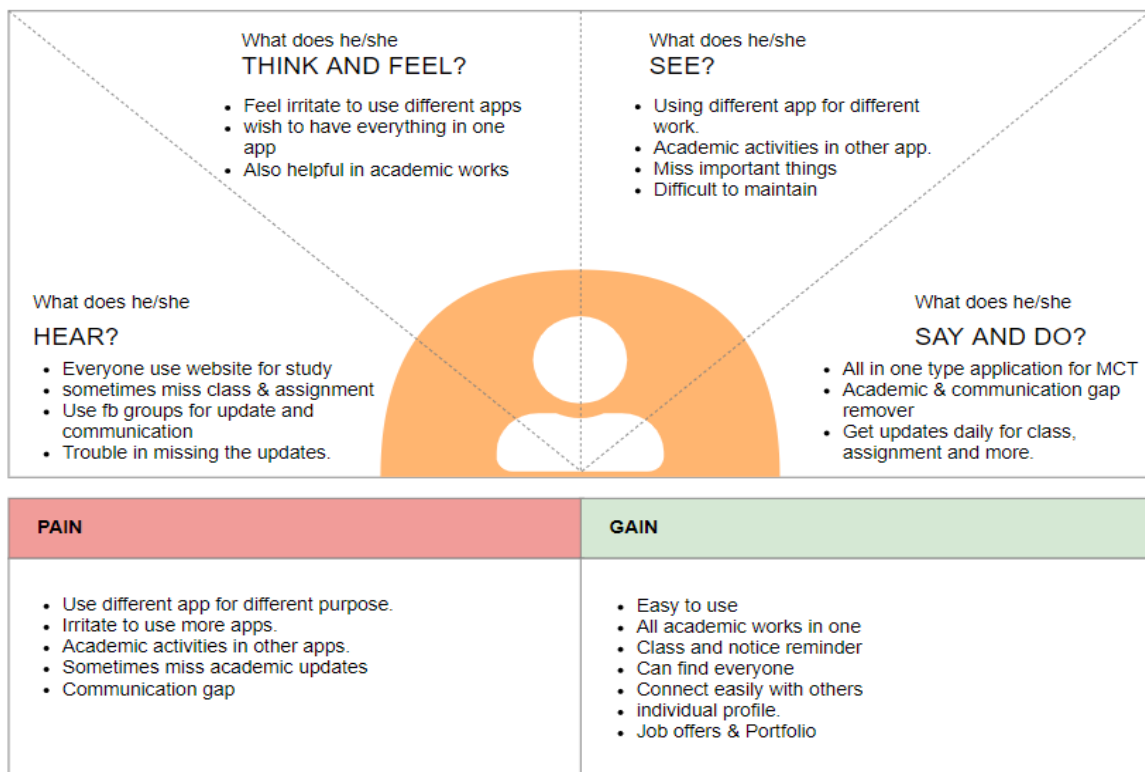 What does he/she
THINK AND FEEL?
• Feel irritate to use different apps
• wish to have everything in one
app
• Also helpful in academic works
What does he/she
SEE?
• Using different app for different
work.
• Academic activities in other app.
• Miss important things
• Difficult to maintain
What does he/she
HEAR?
• Everyone use website for study
• sometimes miss class & assignment
• Use fb groups for update and
communication
• Trouble in missing the updates.
What does he/she
SAY AND DO?
• All in one type application for MCT
• Academic & communication gap
remover
• Get updates daily for class,
assignment and more.
PAIN
• Use different app for different purpose.
• Irritate to use more apps.
• Academic activities in other apps.
• Sometimes miss academic updates
• Communication gap
GAIN
• Easy to use
• All academic works in one
• Class and notice reminder
• Can find everyone
• Connect easily with others
• individual profile.
• Job offers & Portfolio